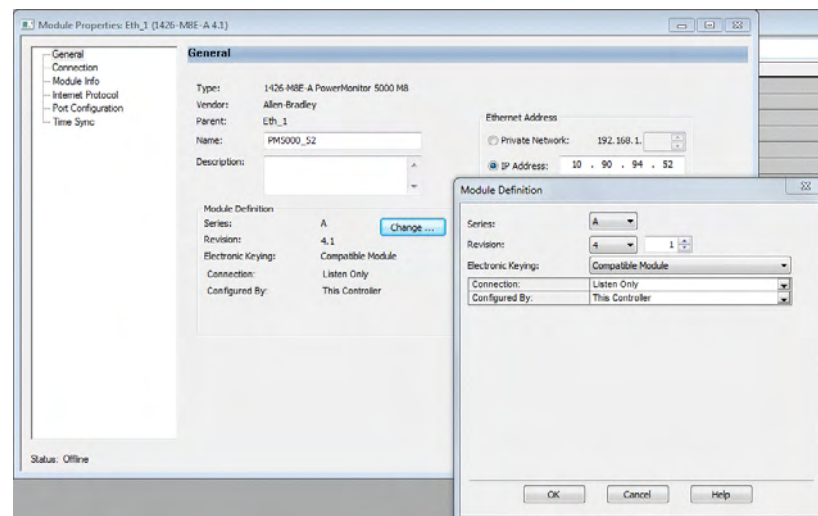 Module Properties: Eth_1 (1426-M8E-A 4.1)
General
Connection
Module Info
Internet Protocol
Port Configuration
Time Sync
General
Type: 1426-M8E-A PowerMonitor 5000 M8
Vendor: Allen-Bradley
Parent: Eth_1
Name: PM5000_52
Description:
Ethernet Address
Private Network: 192.168.1.
IP Address: 10 . 90 . 94 . 52
Module Definition
Series: A Change ...
Revision: 4.1
Electronic Keying: Compatible Module
Connection: Listen Only
Configured By: This Controller
Status: Offline
Module Definition
Series: A
Revision: 4 1
Electronic Keying: Compatible Module
Connection: Listen Only
Configured By: This Controller
OK Cancel Help